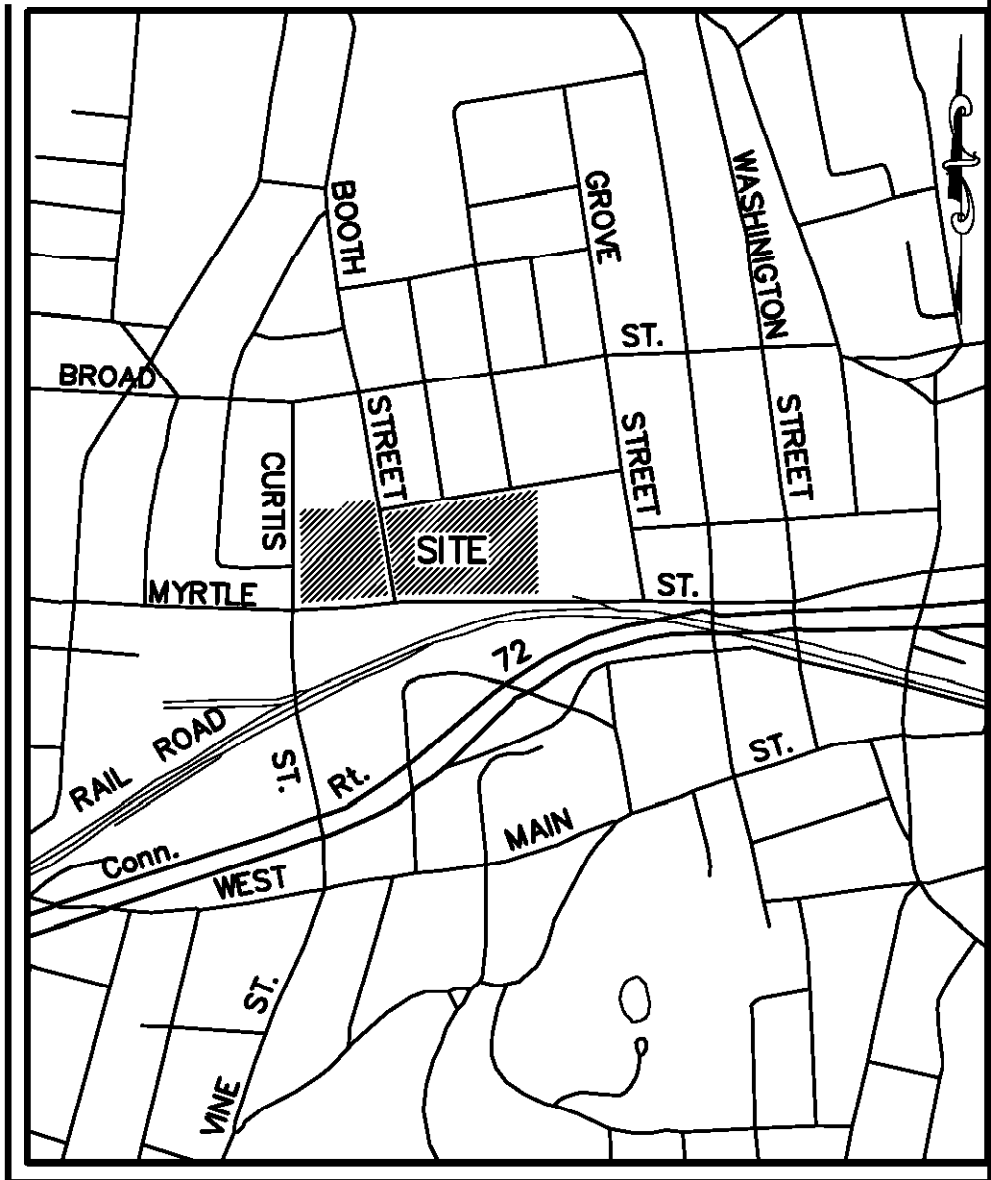 BOOTH
GROVE
WASHINGTON
ST.
BROAD
STREET
STREET
STREET
CURTIS
SITE
MYRTLE
ST.
72
RAIL ROAD
ST.
Rt.
ST.
MAIN
Conn.
WEST
ST.
VINE